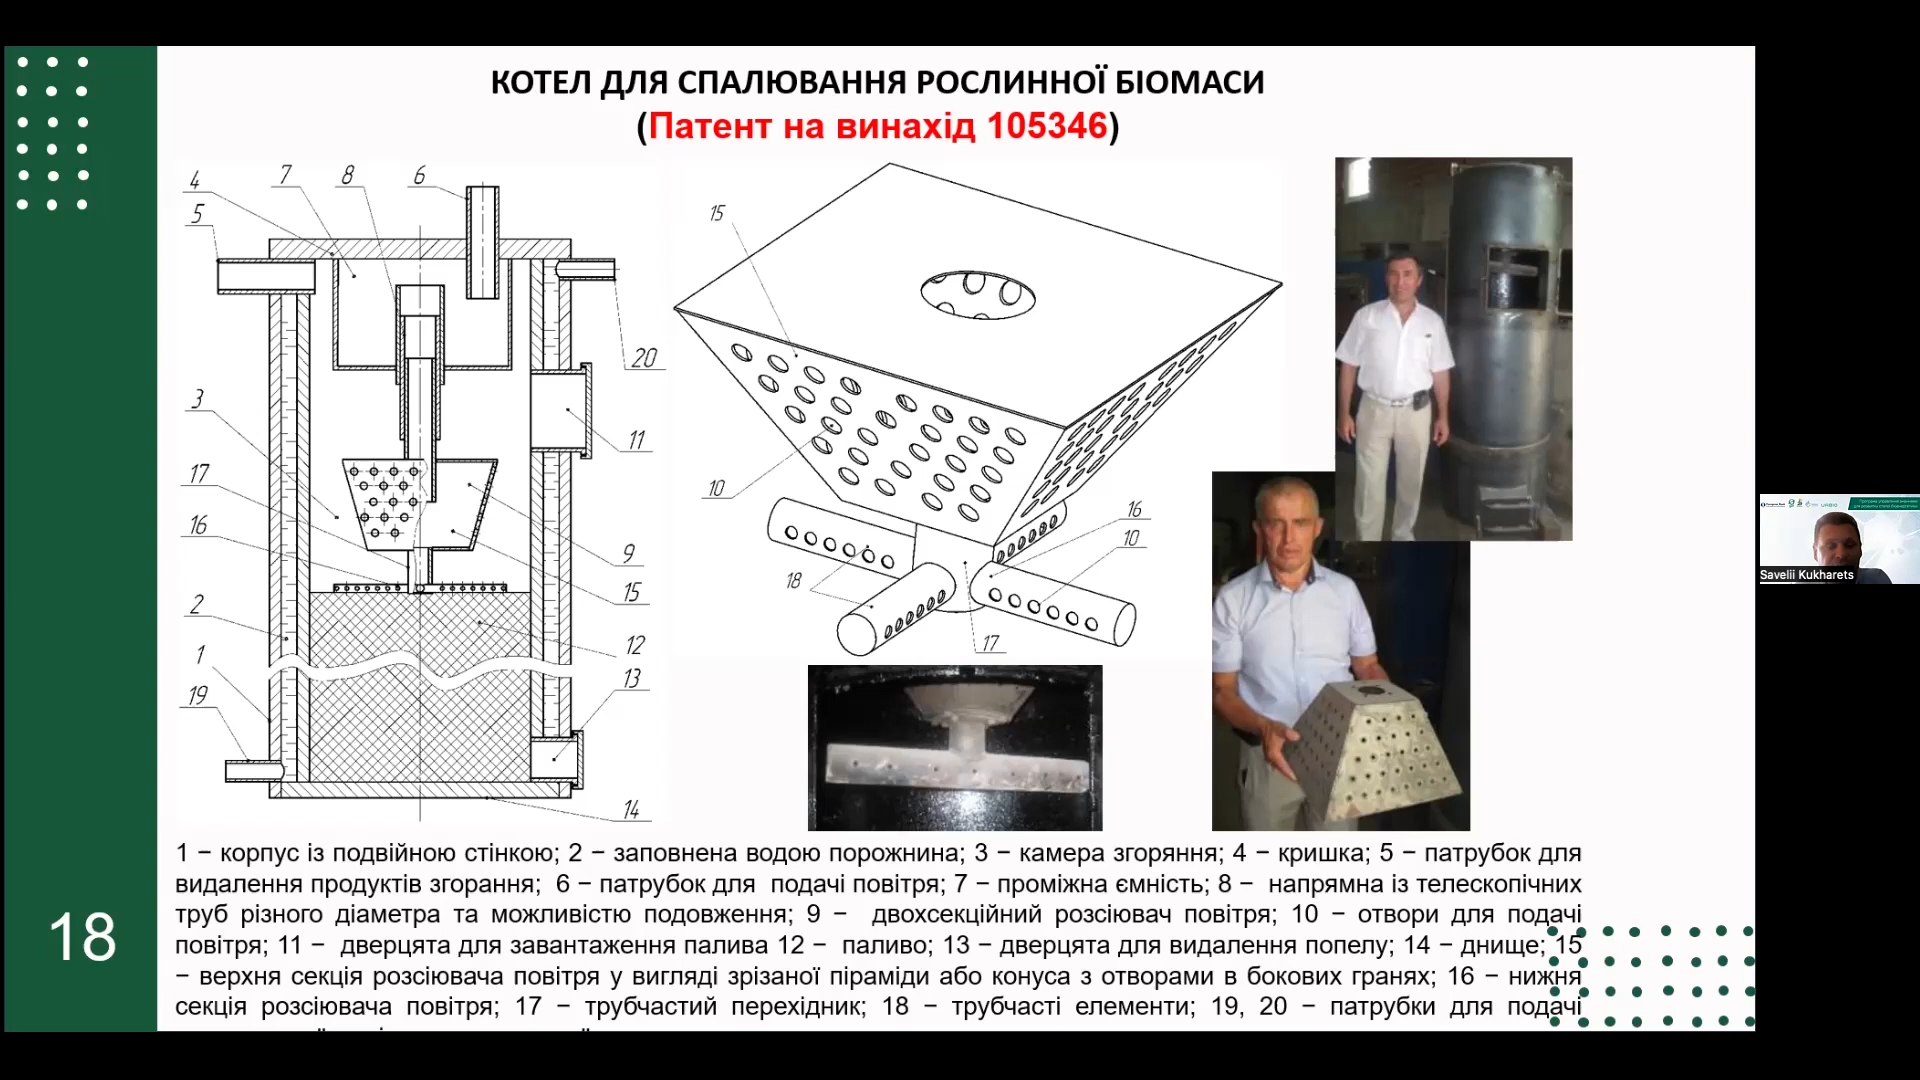 КОТЕЛ ДЛЯ СПАЛЮВАННЯ РОСЛИННОЇ БІОМАСИ
(Патент на винахід 105346)
4
7
8
6
5
20
3
11
17
16
9
15
2
12
1
13
19
14
15
10
16
10
18
17
Savelii Kukharets
1 − корпус із подвійною стінкою; 2 − заповнена водою порожнина; 3 − камера згоряння; 4 − кришка; 5 − патрубок для
видалення продуктів згорання; 6 − патрубок для подачі повітря; 7 − проміжна ємність; 8 − напрямна із телескопічних
труб різного діаметра та можливістю подовження; 9 − двохсекційний розсіювач повітря; 10 − отвори для подачі
повітря; 11 − дверцята для завантаження палива 12 − паливо; 13 − дверцята для видалення попелу; 14 − днище; 15
− верхня секція розсіювача повітря у вигляді зрізаної піраміди або конуса з отворами в бокових гранях; 16 − нижня
секція розсіювача повітря; 17 − трубчастий перехідник; 18 − трубчасті елементи; 19, 20 − патрубки для подачі
18